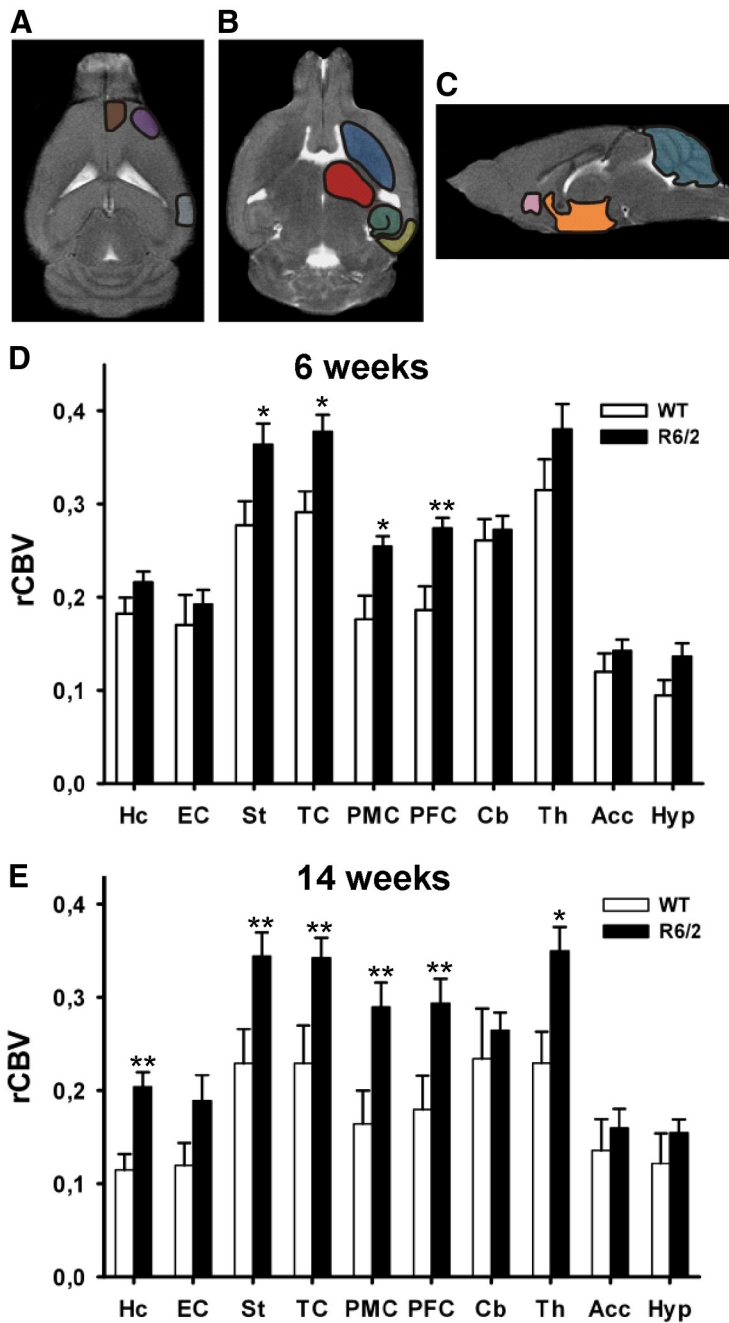 A B
C
D 6 weeks
* * * **
WT
R6/2
rCBV
0,4
0,3
0,2
0,1
0,0
Hc EC St TC PMC PFC Cb Th Acc Hyp
E 14 weeks
** ** ** ** ** *
WT
R6/2
rCBV
0,4
0,3
0,2
0,1
0,0
Hc EC St TC PMC PFC Cb Th Acc Hyp